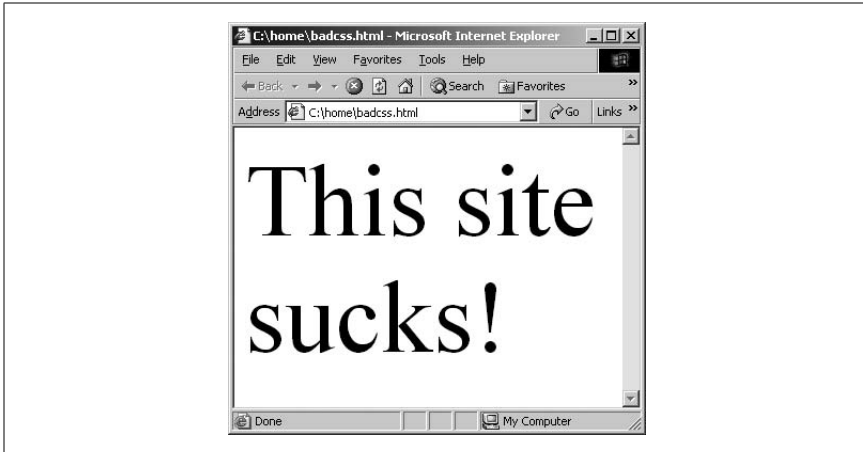 C:\home\badcss.html - Microsoft Internet Explorer
File Edit View Favorites Tools Help
Back Search Favorites »
Address C:\home\badcss.html Go Links »
This site
sucks!
Done My Computer